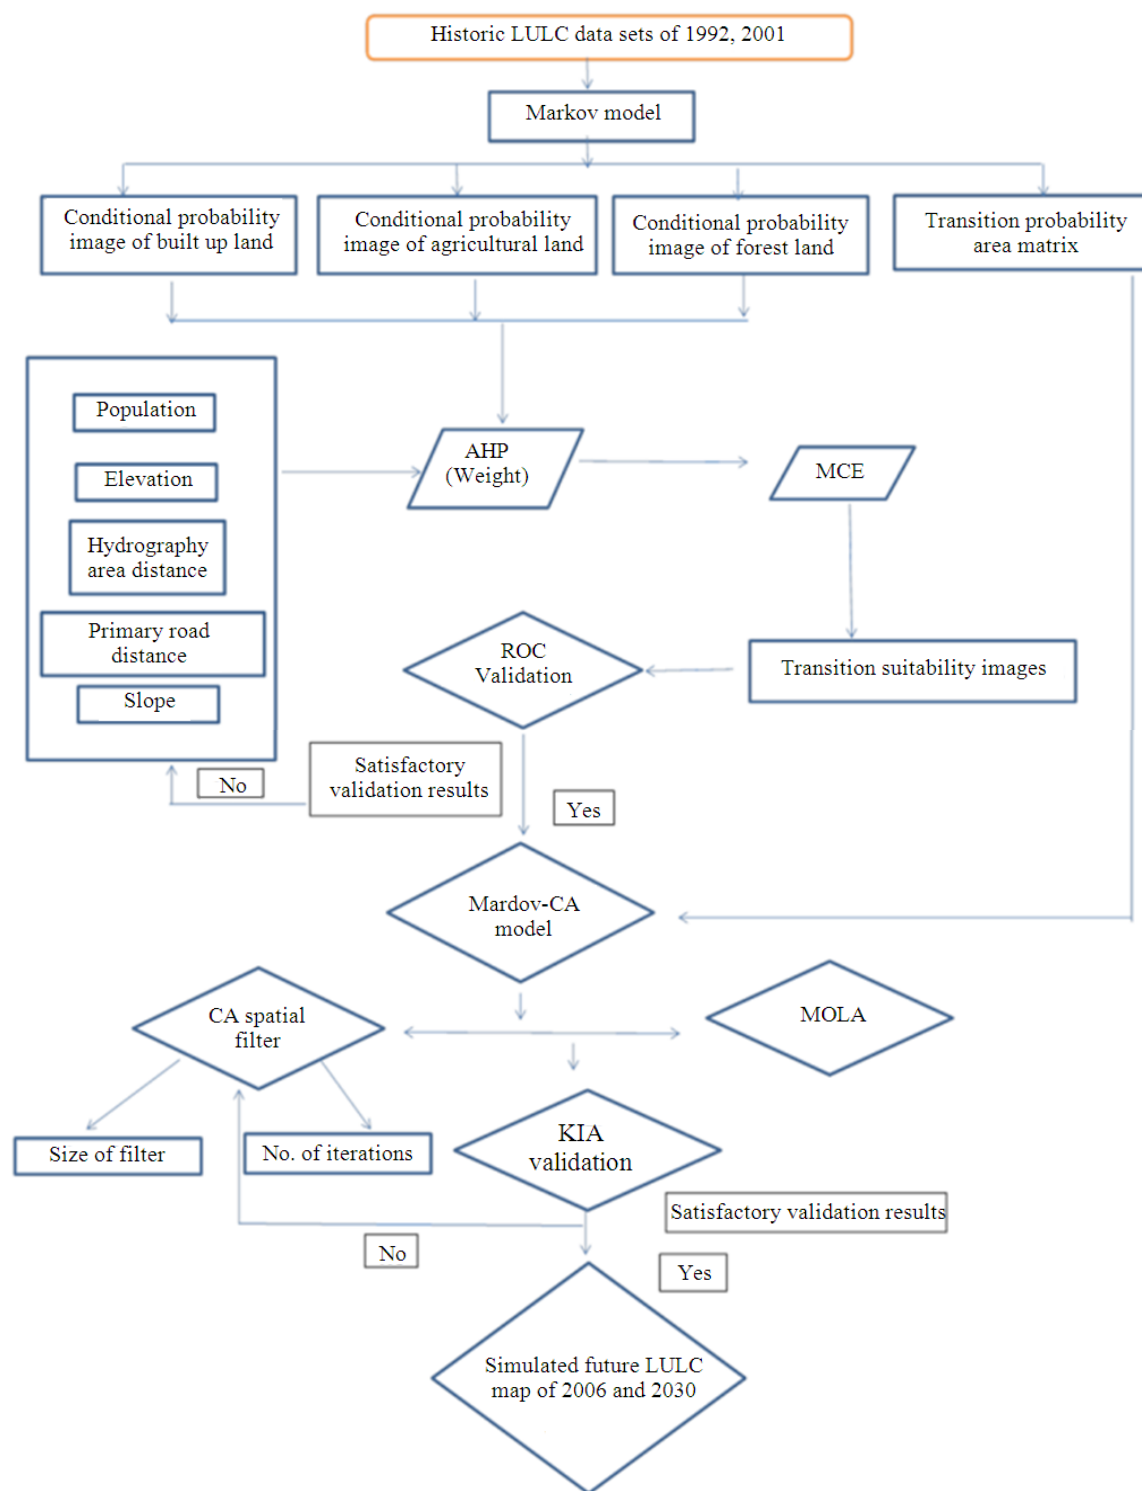 Historic LULC data sets of 1992, 2001
Markov model
Conditional probability
image of built up land
Conditional probability
image of agricultural land
Conditional probability
image of forest land
Transition probability
area matrix
Population
Elevation
Hydrography
area distance
Primary road
distance
Slope
AHP
(Weight)
MCE
ROC
Validation
Transition suitability images
No
Satisfactory
validation results
Yes
Mardov-CA
model
CA spatial
filter
MOLA
Size of filter
No. of iterations
KIA
validation
Satisfactory validation results
No
Yes
Simulated future LULC
map of 2006 and 2030